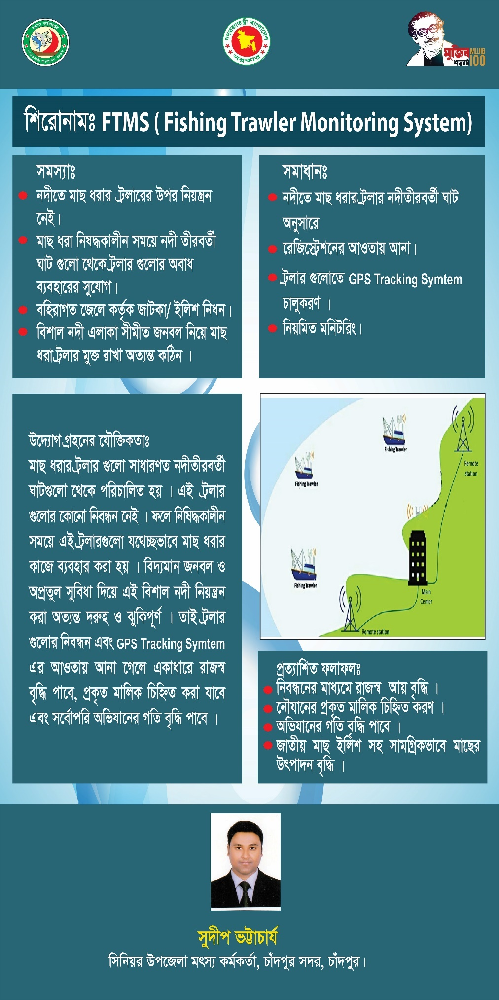 মৎস্য অধিদপ্তর
গণপ্রজাতন্ত্রী বাংলাদেশ সরকার
গণপ্রজাতন্ত্রী বাংলাদেশ
সরকার
মুজিব
শতবর্ষ
MUJIB
100
শিরোনামঃ FTMS ( Fishing Trawler Monitoring System)
সমস্যাঃ
নদীতে মাছ ধরার ট্রলারের উপর নিয়ন্ত্রন
নেই।
মাছ ধরা নিষদ্ধকালীন সময়ে নদী তীরবর্তী
ঘাট গুলো থেকে ট্রলার গুলোর অবাধ
ব্যবহারের সুযোগ।
বহিরাগত জেলে কর্তৃক জাটকা/ ইলিশ নিধন।
বিশাল নদী এলাকা সীমীত জনবল নিয়ে মাছ
ধরা ট্রলার মুক্ত রাখা অত্যন্ত কঠিন ।
সমাধানঃ
নদীতে মাছ ধরার ট্রলার নদীতীরবর্তী ঘাট
অনুসারে
রেজিস্ট্রেশনের আওতায় আনা।
ট্রলার গুলোতে GPS Tracking Symtem
চালুকরণ ।
নিয়মিত মনিটরিং।
উদ্যোগ গ্রহনের যৌক্তিকতাঃ
মাছ ধরার ট্রলার গুলো সাধারণত নদীতীরবর্তী
ঘাটগুলো থেকে পরিচালিত হয় । এই ট্রলার
গুলোর কোনো নিবন্ধন নেই । ফলে নিষিদ্ধকালীন
সময়ে এই ট্রলারগুলো যথেচ্ছভাবে মাছ ধরার
কাজে ব্যবহার করা হয় । বিদ্যমান জনবল ও
অপ্রতুল সুবিধা দিয়ে এই বিশাল নদী নিয়ন্ত্রন
করা অত্যন্ত দরুহ ও ঝুকিপূর্ণ । তাই ট্রলার
গুলোর নিবন্ধন এবং GPS Tracking Symtem
এর আওতায় আনা গেলে একাধারে রাজস্ব
বৃদ্ধি পাবে, প্রকৃত মালিক চিহ্নিত করা যাবে
এবং সর্বোপরি অভিযানের গতি বৃদ্ধি পাবে ।
Fishing Trawler
Fishing Trawler
Remote
station
Fishing Trawler
Main
Center
Remote station
প্রত্যাশিত ফলাফলঃ
নিবন্ধনের মাধ্যমে রাজস্ব আয় বৃদ্ধি ।
নৌযানের প্রকৃত মালিক চিহ্নিত করণ ।
অভিযানের গতি বৃদ্ধি পাবে ।
জাতীয় মাছ ইলিশ সহ সামগ্রিকভাবে মাছের
উৎপাদন বৃদ্ধি ।
সুদীপ ভট্টাচার্য
সিনিয়র উপজেলা মৎস্য কর্মকর্তা, চাঁদপুর সদর, চাঁদপুর।